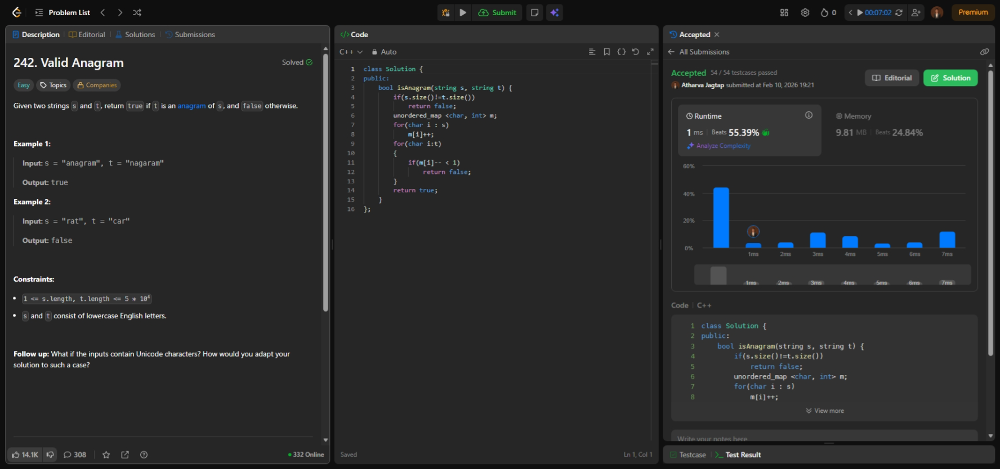 Problem List
Submit
0
00:07:02
Premium
Description
Editorial
Solutions
Submissions
242. Valid Anagram
Solved
Easy
Topics
Companies
Given two strings s and t, return true if t is an anagram of s, and false otherwise.
Example 1:
Input: s = "anagram", t = "nagaram"
Output: true
Example 2:
Input: s = "rat", t = "car"
Output: false
Constraints:
1 <= s.length, t.length <= 5 * 10⁴
s and t consist of lowercase English letters.
Follow up: What if the inputs contain Unicode characters? How would you adapt your
solution to such a case?
14.1K
308
332 Online
</> Code
C++
Auto
1 class Solution {
2 public:
3     bool isAnagram(string s, string t) {
4         if(s.size()!=t.size())
5             return false;
6         unordered_map <char, int> m;
7         for(char i : s)
8             m[i]++;
9         for(char i:t)
10         {
11             if(m[i]-- < 1)
12                 return false;
13         }
14         return true;
15     }
16 };
Saved
Ln 1, Col 1
Accepted
All Submissions
Accepted 54 / 54 testcases passed
Atharva Jagtap submitted at Feb 10, 2026 19:21
Editorial
Solution
Runtime
1 ms | Beats 55.39%
Analyze Complexity
Memory
9.81 MB | Beats 24.84%
60%
40%
20%
0%
1ms 2ms 3ms 4ms 5ms 6ms 7ms
1ms 2ms 3ms 4ms 5ms 6ms 7ms
Code | C++
1 class Solution {
2 public:
3     bool isAnagram(string s, string t) {
4         if(s.size()!=t.size())
5             return false;
6         unordered_map <char, int> m;
7         for(char i : s)
8             m[i]++;
View more
Write your notes here
Testcase
Test Result